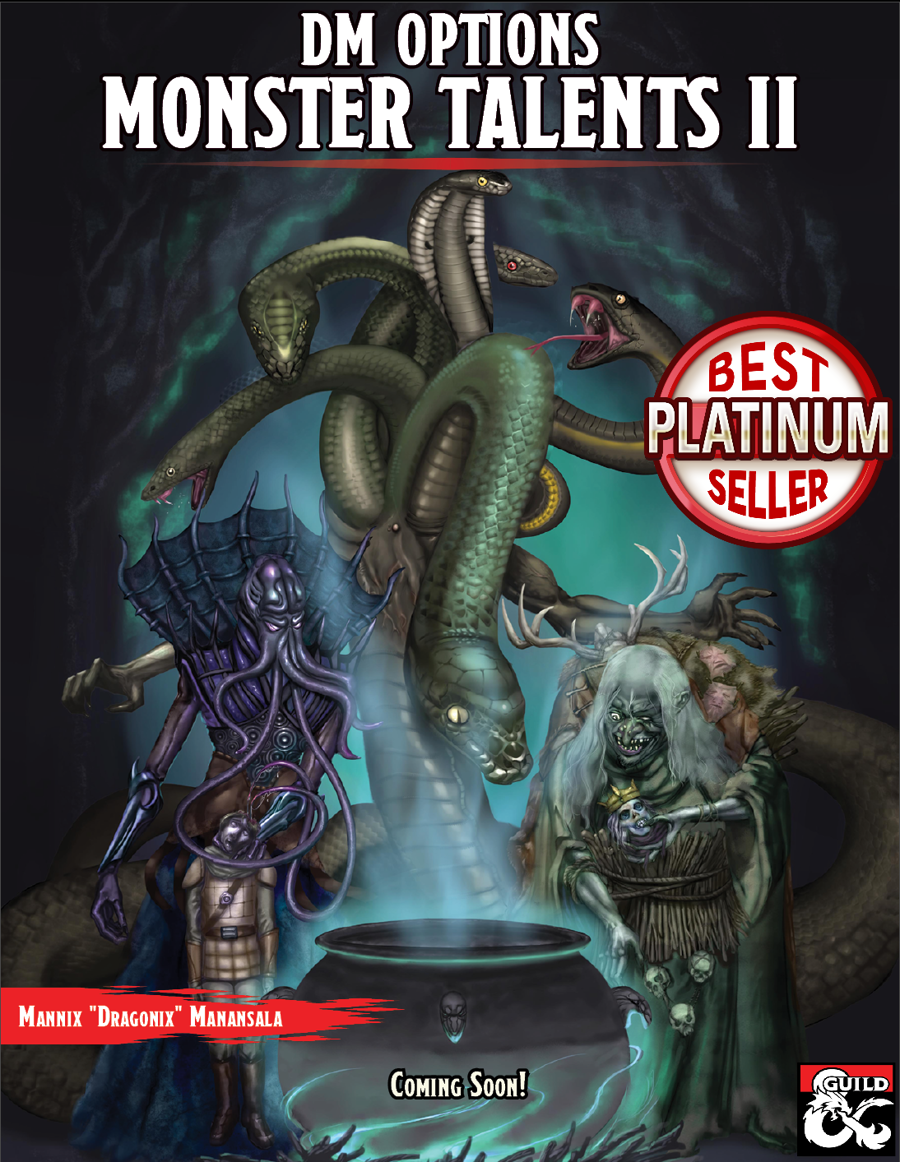 DM OPTIONS
MONSTER TALENTS II
BEST
PLATINUM
SELLER
MANNIX "DRAGONIX" MANANSALA
COMING SOON!
GUILD